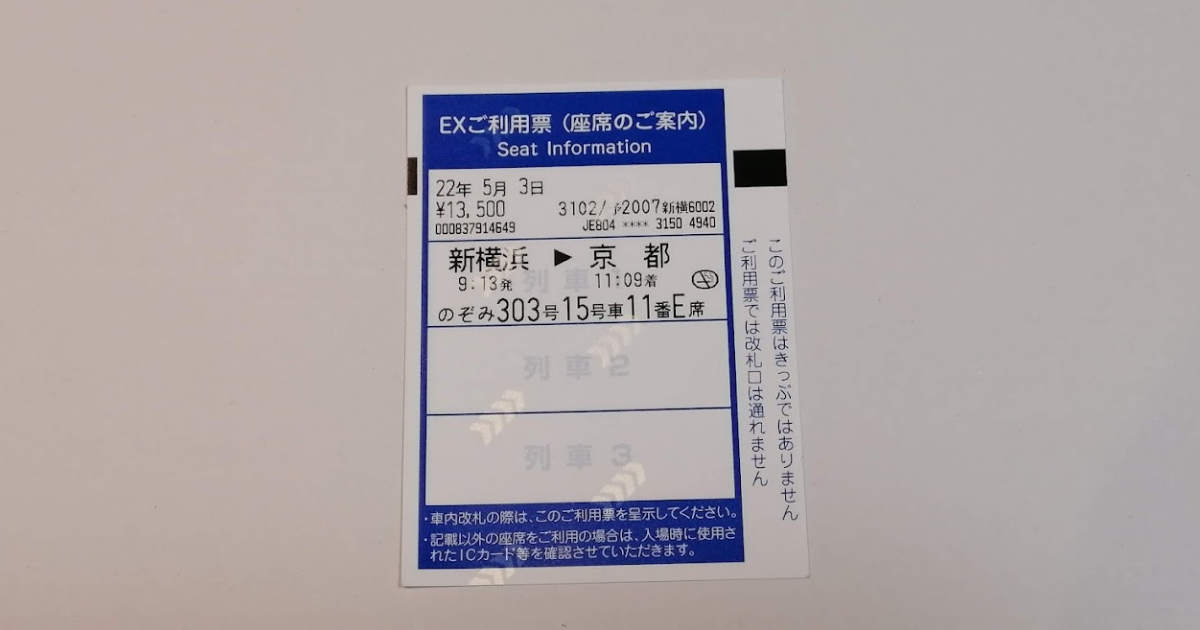 EXご利用票（座席のご案内）
Seat Information
22年 5月 3日
¥13,500 3102/ 2007新横6002
000837914649 JE804 **** 3150 4940
新横浜 ▶ 京 都
9:13発 11:09着
のぞみ303号15号車11番E席
列車1
列車2
列車3
・車内改札の際は、このご利用票を呈示してください。
・記載以外の座席をご利用の場合は、入場時に使用さ
れたICカード等を確認させていただきます。
このご利用票はきっぷではありません
ご利用票では改札口は通れません